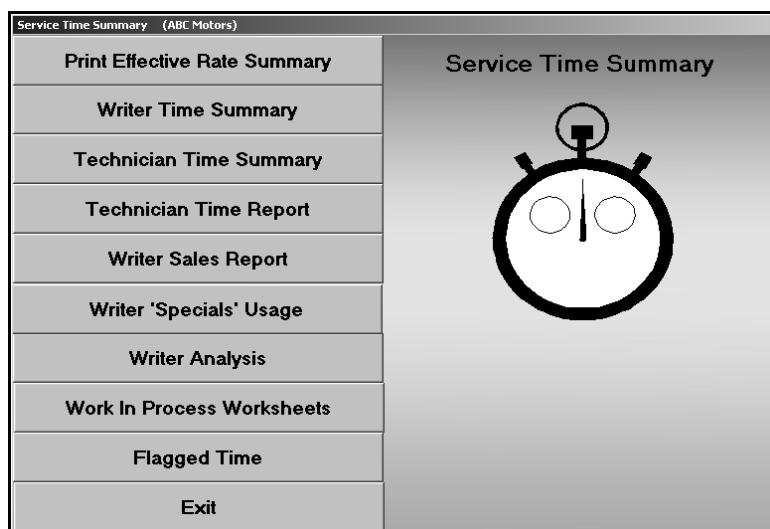 Service Time Summary (ABC Motors)
Print Effective Rate Summary
Service Time Summary
Writer Time Summary
Technician Time Summary
Technician Time Report
Writer Sales Report
Writer 'Specials' Usage
Writer Analysis
Work In Process Worksheets
Flagged Time
Exit